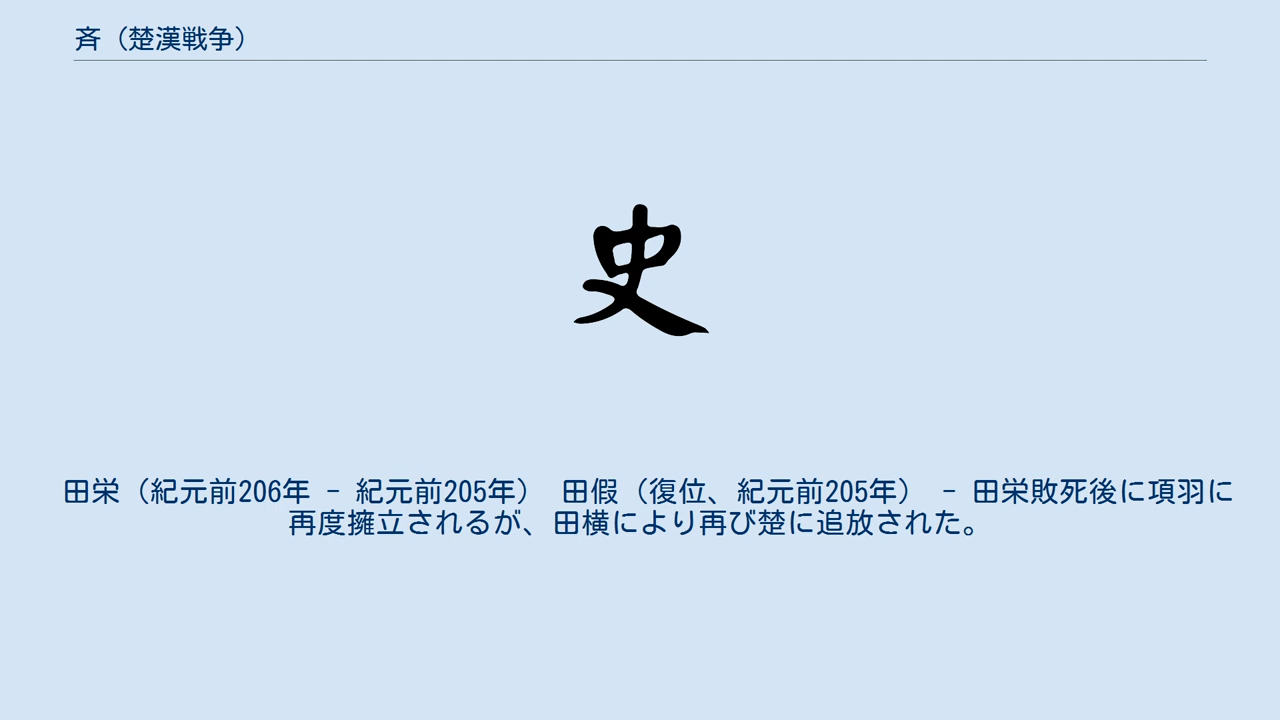 斉（楚漢戦争）
史
田栄（紀元前206年 - 紀元前205年） 田假（復位、紀元前205年） - 田栄敗死後に項羽に
再度擁立されるが、田横により再び楚に追放された。